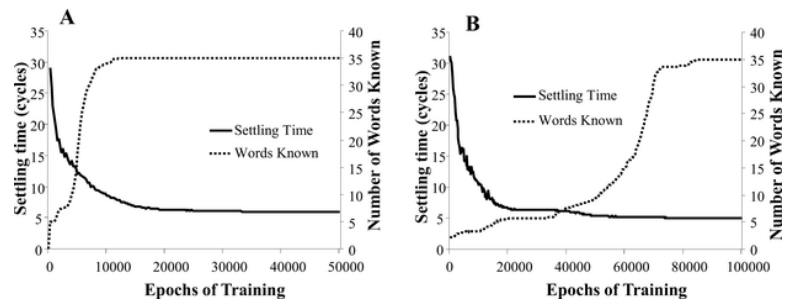 A
Settling time (cycles)
35
30
25
20
15
10
5
0
40
35
30
25
20
15
10
5
0
Number of Words Known
Settling Time
Words Known
0 10000 20000 30000 40000 50000
Epochs of Training
B
Settling time (cycles)
35
30
25
20
15
10
5
0
40
35
30
25
20
15
10
5
0
Number of Words Known
Settling Time
Words Known
0 20000 40000 60000 80000 100000
Epochs of Training